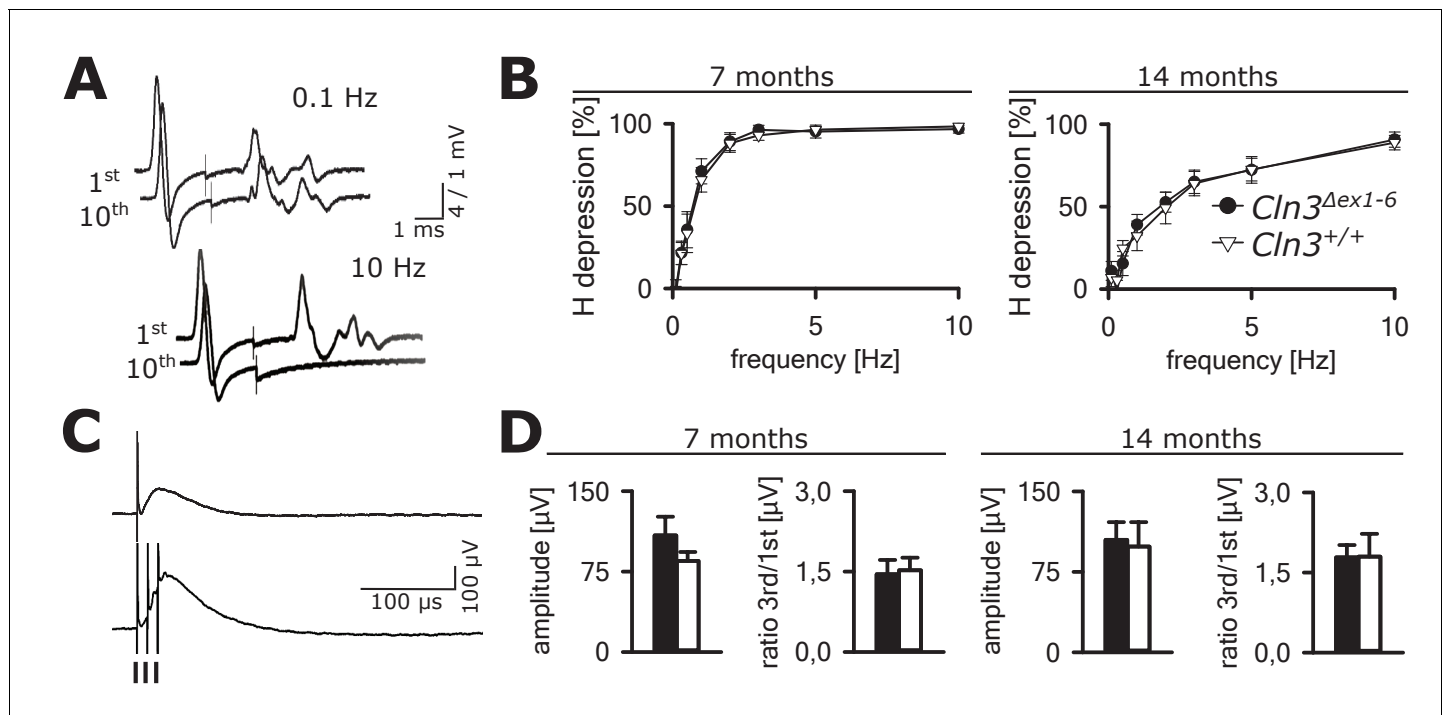 A
0.1 Hz
1st
10th
1 ms
4 / 1 mV
10 Hz
1st
10th
B
7 months
H depression [%]
100
50
0
0 5 10
frequency [Hz]
14 months
H depression [%]
100
50
0
0 5 10
frequency [Hz]
Cln3Δex1-6
Cln3+/+
C
100 µs
100 µV
D
7 months
amplitude [µV]
150
75
0
ratio 3rd/1st [µV]
3,0
1,5
0,0
14 months
amplitude [µV]
150
75
0
ratio 3rd/1st [µV]
3,0
1,5
0,0